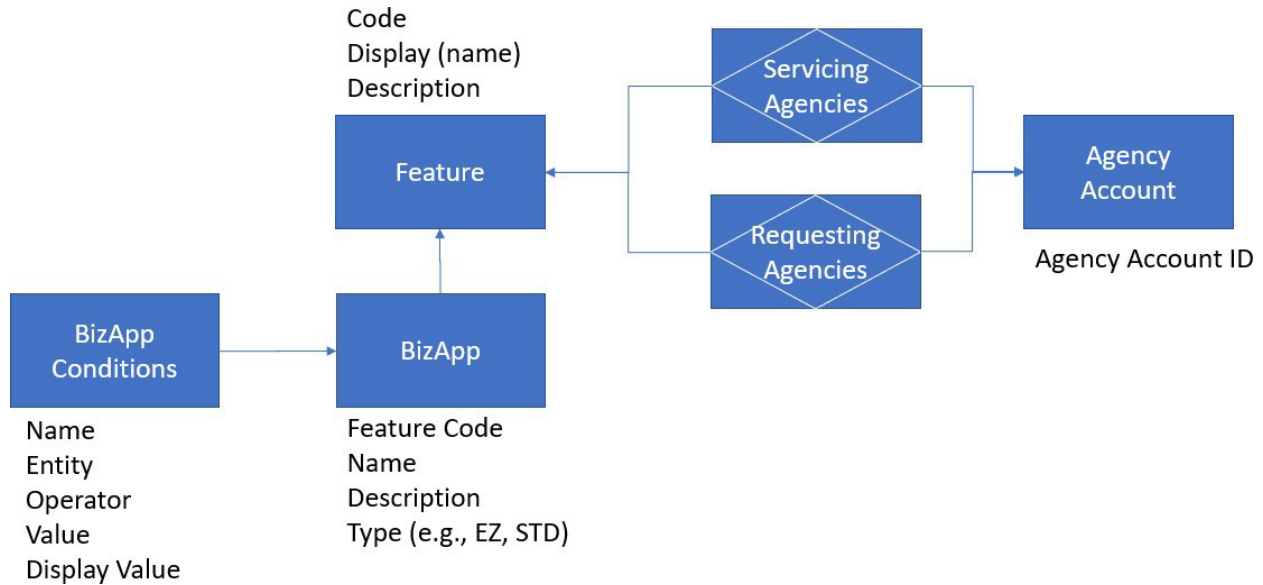 Code
Display (name)
Description
Feature
Servicing
Agencies
Requesting
Agencies
Agency
Account
Agency Account ID
BizApp
Conditions
Name
Entity
Operator
Value
Display Value
BizApp
Feature Code
Name
Description
Type (e.g., EZ, STD)